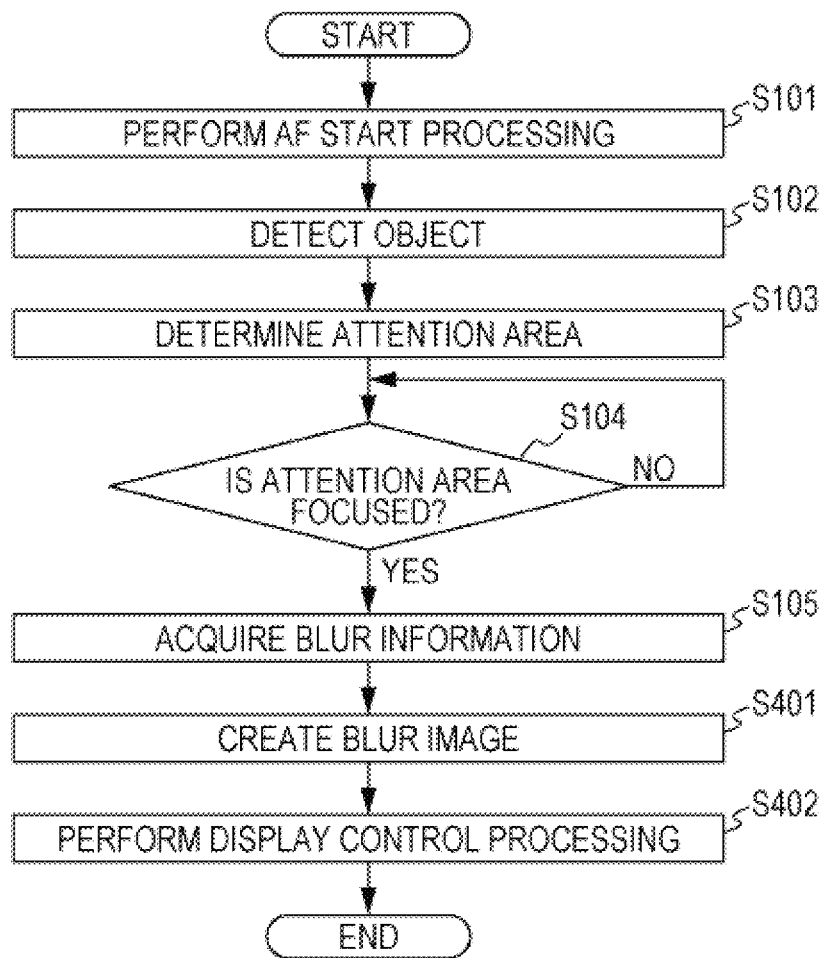 START
S101
PERFORM AF START PROCESSING
S102
DETECT OBJECT
S103
DETERMINE ATTENTION AREA
S104
IS ATTENTION AREA
FOCUSED?
NO
YES
S105
ACQUIRE BLUR INFORMATION
S401
CREATE BLUR IMAGE
S402
PERFORM DISPLAY CONTROL PROCESSING
END